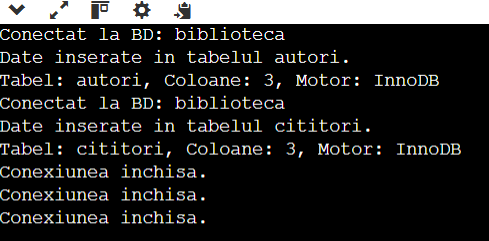 Conectat la BD: biblioteca
Date inserate in tabelul autori.
Tabel: autori, Coloane: 3, Motor: InnoDB
Conectat la BD: biblioteca
Date inserate in tabelul cititori.
Tabel: cititori, Coloane: 3, Motor: InnoDB
Conexiunea inchisa.
Conexiunea inchisa.
Conexiunea inchisa.